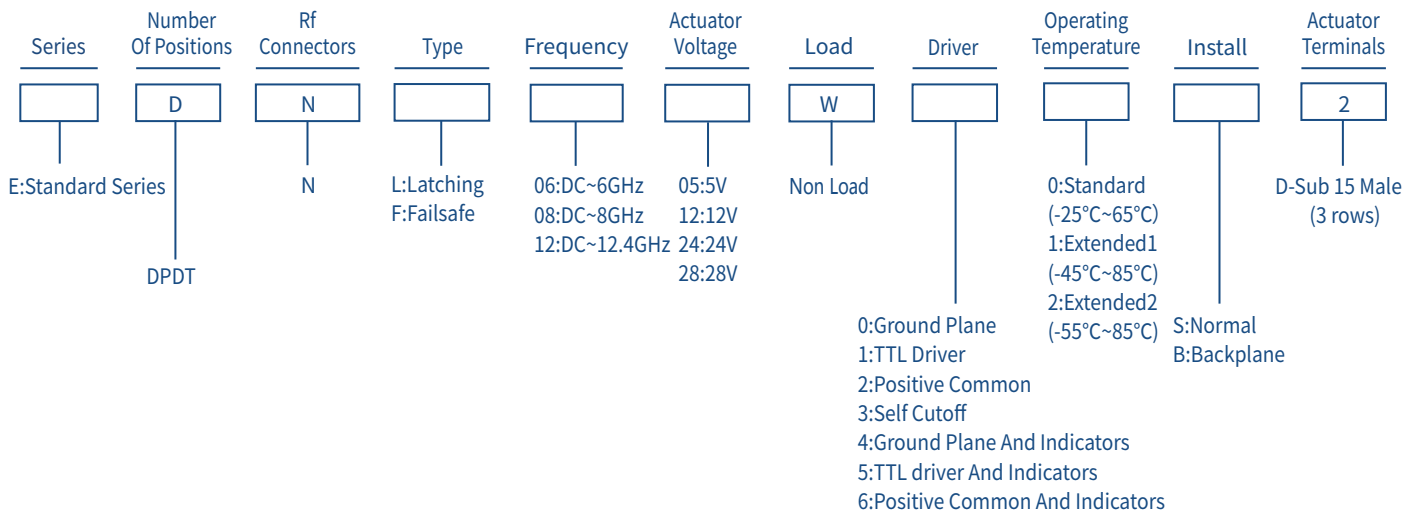 Series
Number
Of Positions
Rf
Connectors
Type
Frequency
Actuator
Voltage
Load
Driver
Operating
Temperature
Install
Actuator
Terminals
D
N
W
2
E:Standard Series
DPDT
N
L:Latching
F:Failsafe
06:DC~6GHz
08:DC~8GHz
12:DC~12.4GHz
05:5V
12:12V
24:24V
28:28V
Non Load
0:Ground Plane
1:TTL Driver
2:Positive Common
3:Self Cutoff
4:Ground Plane And Indicators
5:TTL driver And Indicators
6:Positive Common And Indicators
0:Standard
(-25°C~65°C)
1:Extended1
(-45°C~85°C)
2:Extended2
(-55°C~85°C)
S:Normal
B:Backplane
D-Sub 15 Male
(3 rows)